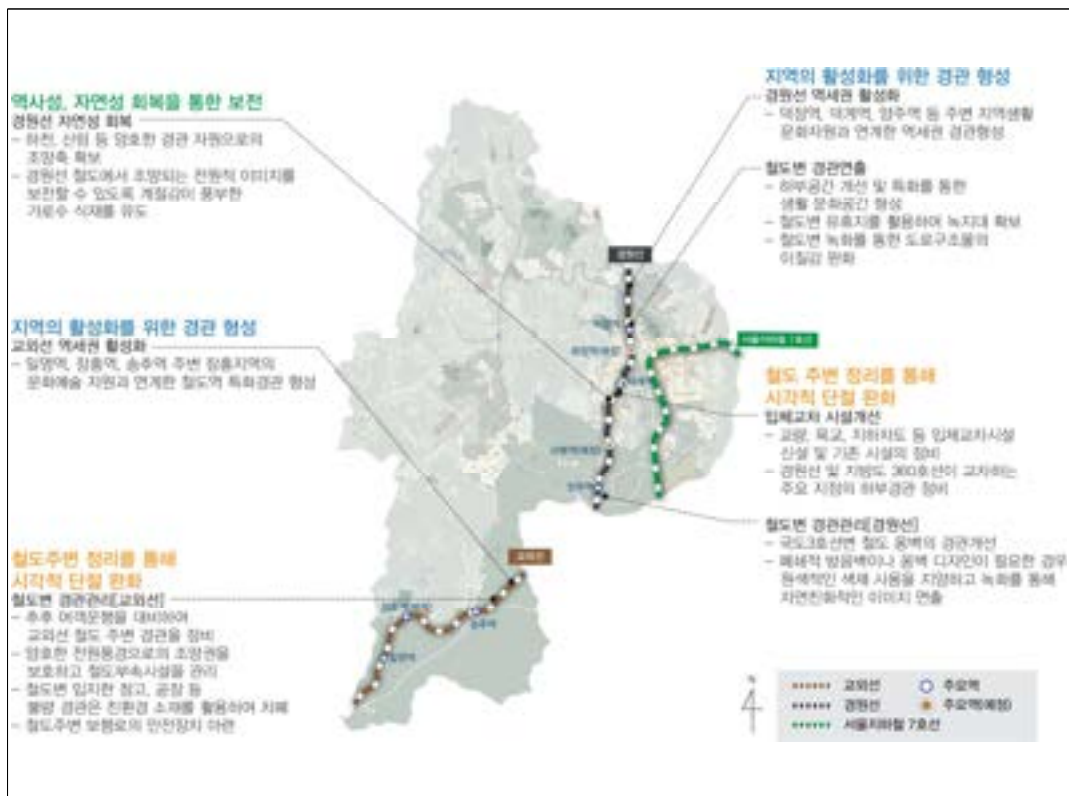 역사성, 자연성 회복을 통한 보전
경원선 자연성 회복
- 하천, 산림 등 양호한 경관 자원으로의
조망축 확보
- 경원선 철도에서 조망되는 전원적 이미지를
보전할 수 있도록 계절감이 풍부한
가로수 식재를 유도
지역의 활성화를 위한 경관 형성
교외선 역세권 활성화
- 일영역, 장흥역, 송추역 주변 장흥지역의
문화예술 자원과 연계한 철도역 특화경관 형성
철도주변 정리를 통해
시각적 단절 완화
철도변 경관관리[교외선]
- 추후 여객운행을 대비하여
교외선 철도 주변 경관을 정비
- 양호한 전원풍경으로의 조망권을
보호하고 철도부속시설을 관리
- 철도변 입지한 창고, 공장 등
불량 경관은 친환경 소재를 활용하여 차폐
- 철도주변 보행로의 안전장치 마련
지역의 활성화를 위한 경관 형성
경원선 역세권 활성화
- 덕정역, 덕계역, 양주역 등 주변 지역생활
문화자원과 연계한 역세권 경관형성
철도변 경관연출
- 하부공간 개선 및 특화를 통한
생활 문화공간 형성
- 철도변 유휴지를 활용하여 녹지대 확보
- 철도변 녹화를 통한 도로구조물의
이질감 완화
경원선
서울지하철 7호선
철도 주변 정리를 통해
시각적 단절 완화
입체교차 시설개선
- 교량, 육교, 지하차도 등 입체교차시설
신설 및 기존 시설의 정비
- 경원선 및 지방도 360호선이 교차하는
주요 지점의 하부경관 정비
철도변 경관관리[경원선]
- 국도3호선변 철도 옹벽의 경관개선
- 폐쇄적 방음벽이나 옹벽 디자인이 필요한 경우
원색적인 색채 사용을 지양하고 녹화를 통해
자연친화적인 이미지 연출
교외선
송추역
일영역
N
교외선
주요역
경원선
주요역(예정)
서울지하철 7호선